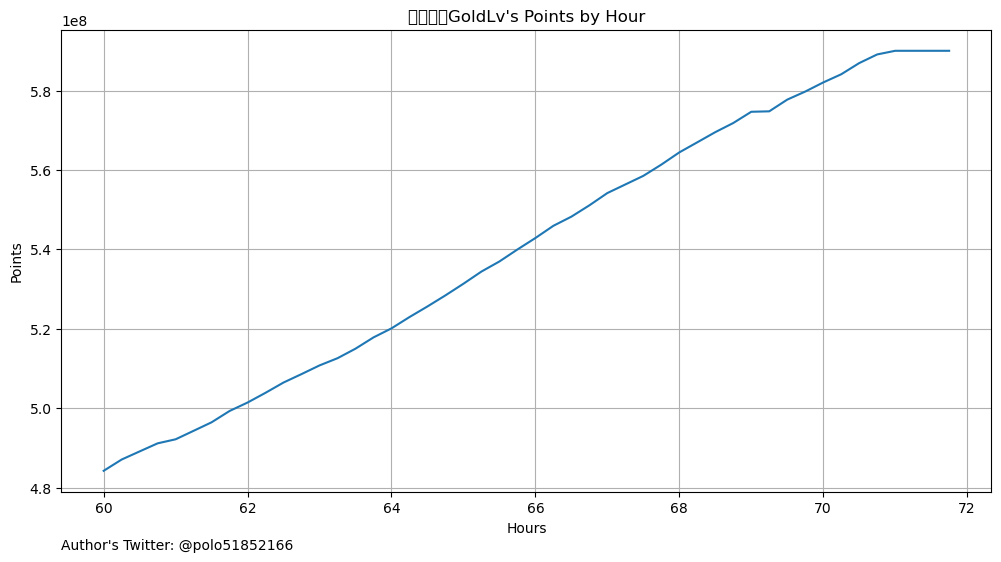 GoldLv's Points by Hour
1e8
5.8
5.6
5.4
5.2
5.0
4.8
Points
60 62 64 66 68 70 72
Hours
Author's Twitter: @polo51852166